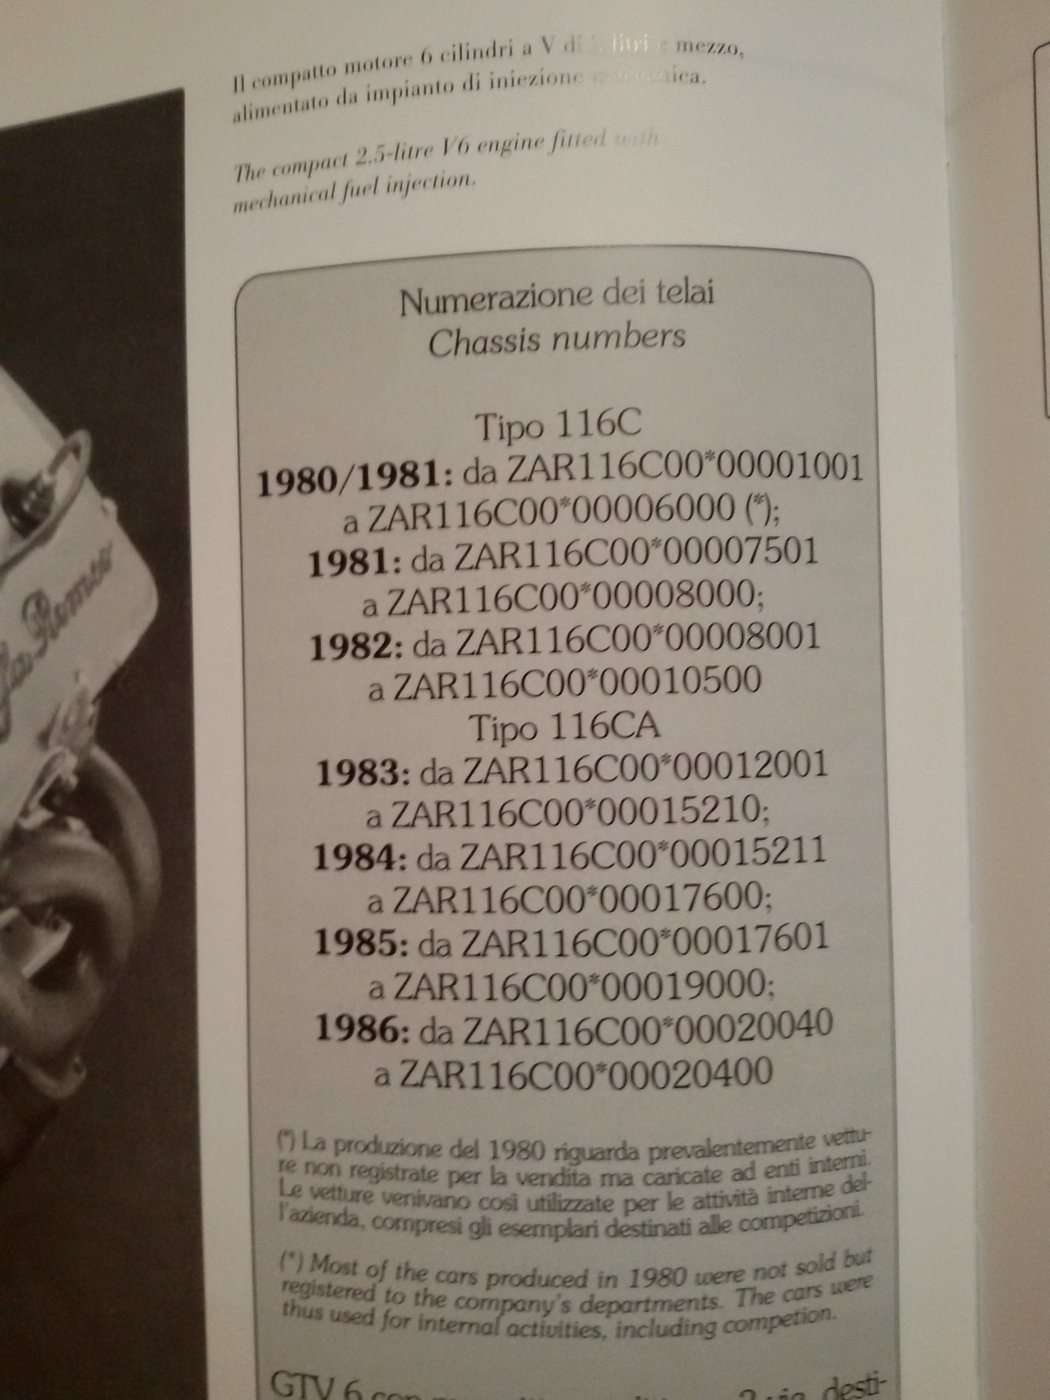 Il compatto motore 6 cilindri a V di litri e mezzo,
alimentato da impianto di iniezione
The compact 2.5-litre V6 engine fitted with
mechanical fuel injection.
Numerazione dei telai
Chassis numbers
Tipo 116C
1980/1981: da ZAR116C00*00001001
a ZAR116C00*00006000 (*);
1981: da ZAR116C00*00007501
a ZAR116C00*00008000;
1982: da ZAR116C00*00008001
a ZAR116C00*00010500
Tipo 116CA
1983: da ZAR116C00*00012001
a ZAR116C00*00015210;
1984: da ZAR116C00*00015211
a ZAR116C00*00017600;
1985: da ZAR116C00*00017601
a ZAR116C00*00019000;
1986: da ZAR116C00*00020040
a ZAR116C00*00020400
(*) La produzione del 1980 riguarda prevalentemente vettu-
re non registrate per la vendita ma caricate ad enti interni.
Le vetture venivano così utilizzate per le attività interne del-
l'azienda, compresi gli esemplari destinati alle competizioni.
(*) Most of the cars produced in 1980 were not sold but
registered to the company's departments. The cars were
thus used for internal activities, including competion.
GTV 6 con desti-
Romeo